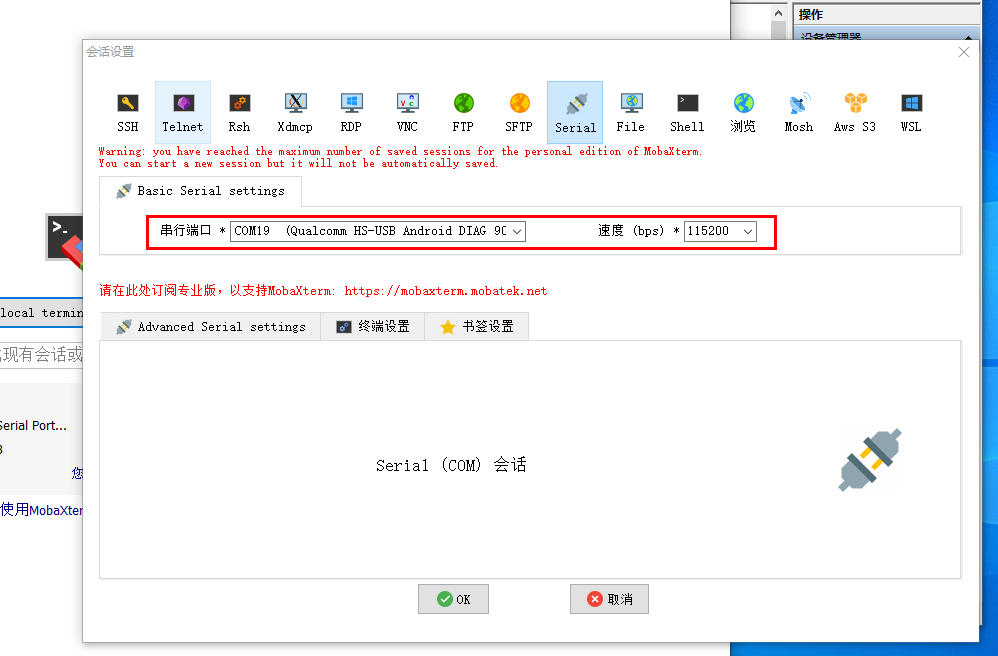 操作
设备管理器
会话设置
SSH Telnet Rsh Xdmcp RDP VNC FTP SFTP Serial File Shell 浏览 Mosh Aws S3 WSL
Warning: you have reached the maximum number of saved sessions for the personal edition of MobaXterm.
You can start a new session but it will not be automatically saved.
Basic Serial settings
串行端口 * COM19 (Qualcomm HS-USB Android DIAG 90 速度 (bps) * 115200
local termin
请在此处订阅专业版，以支持MobaXterm: https://mobaxterm.mobatek.net
Advanced Serial settings 终端设置 书签设置
现有会话或
Serial Port...
您
Serial (COM) 会话
使用MobaXter
OK 取消